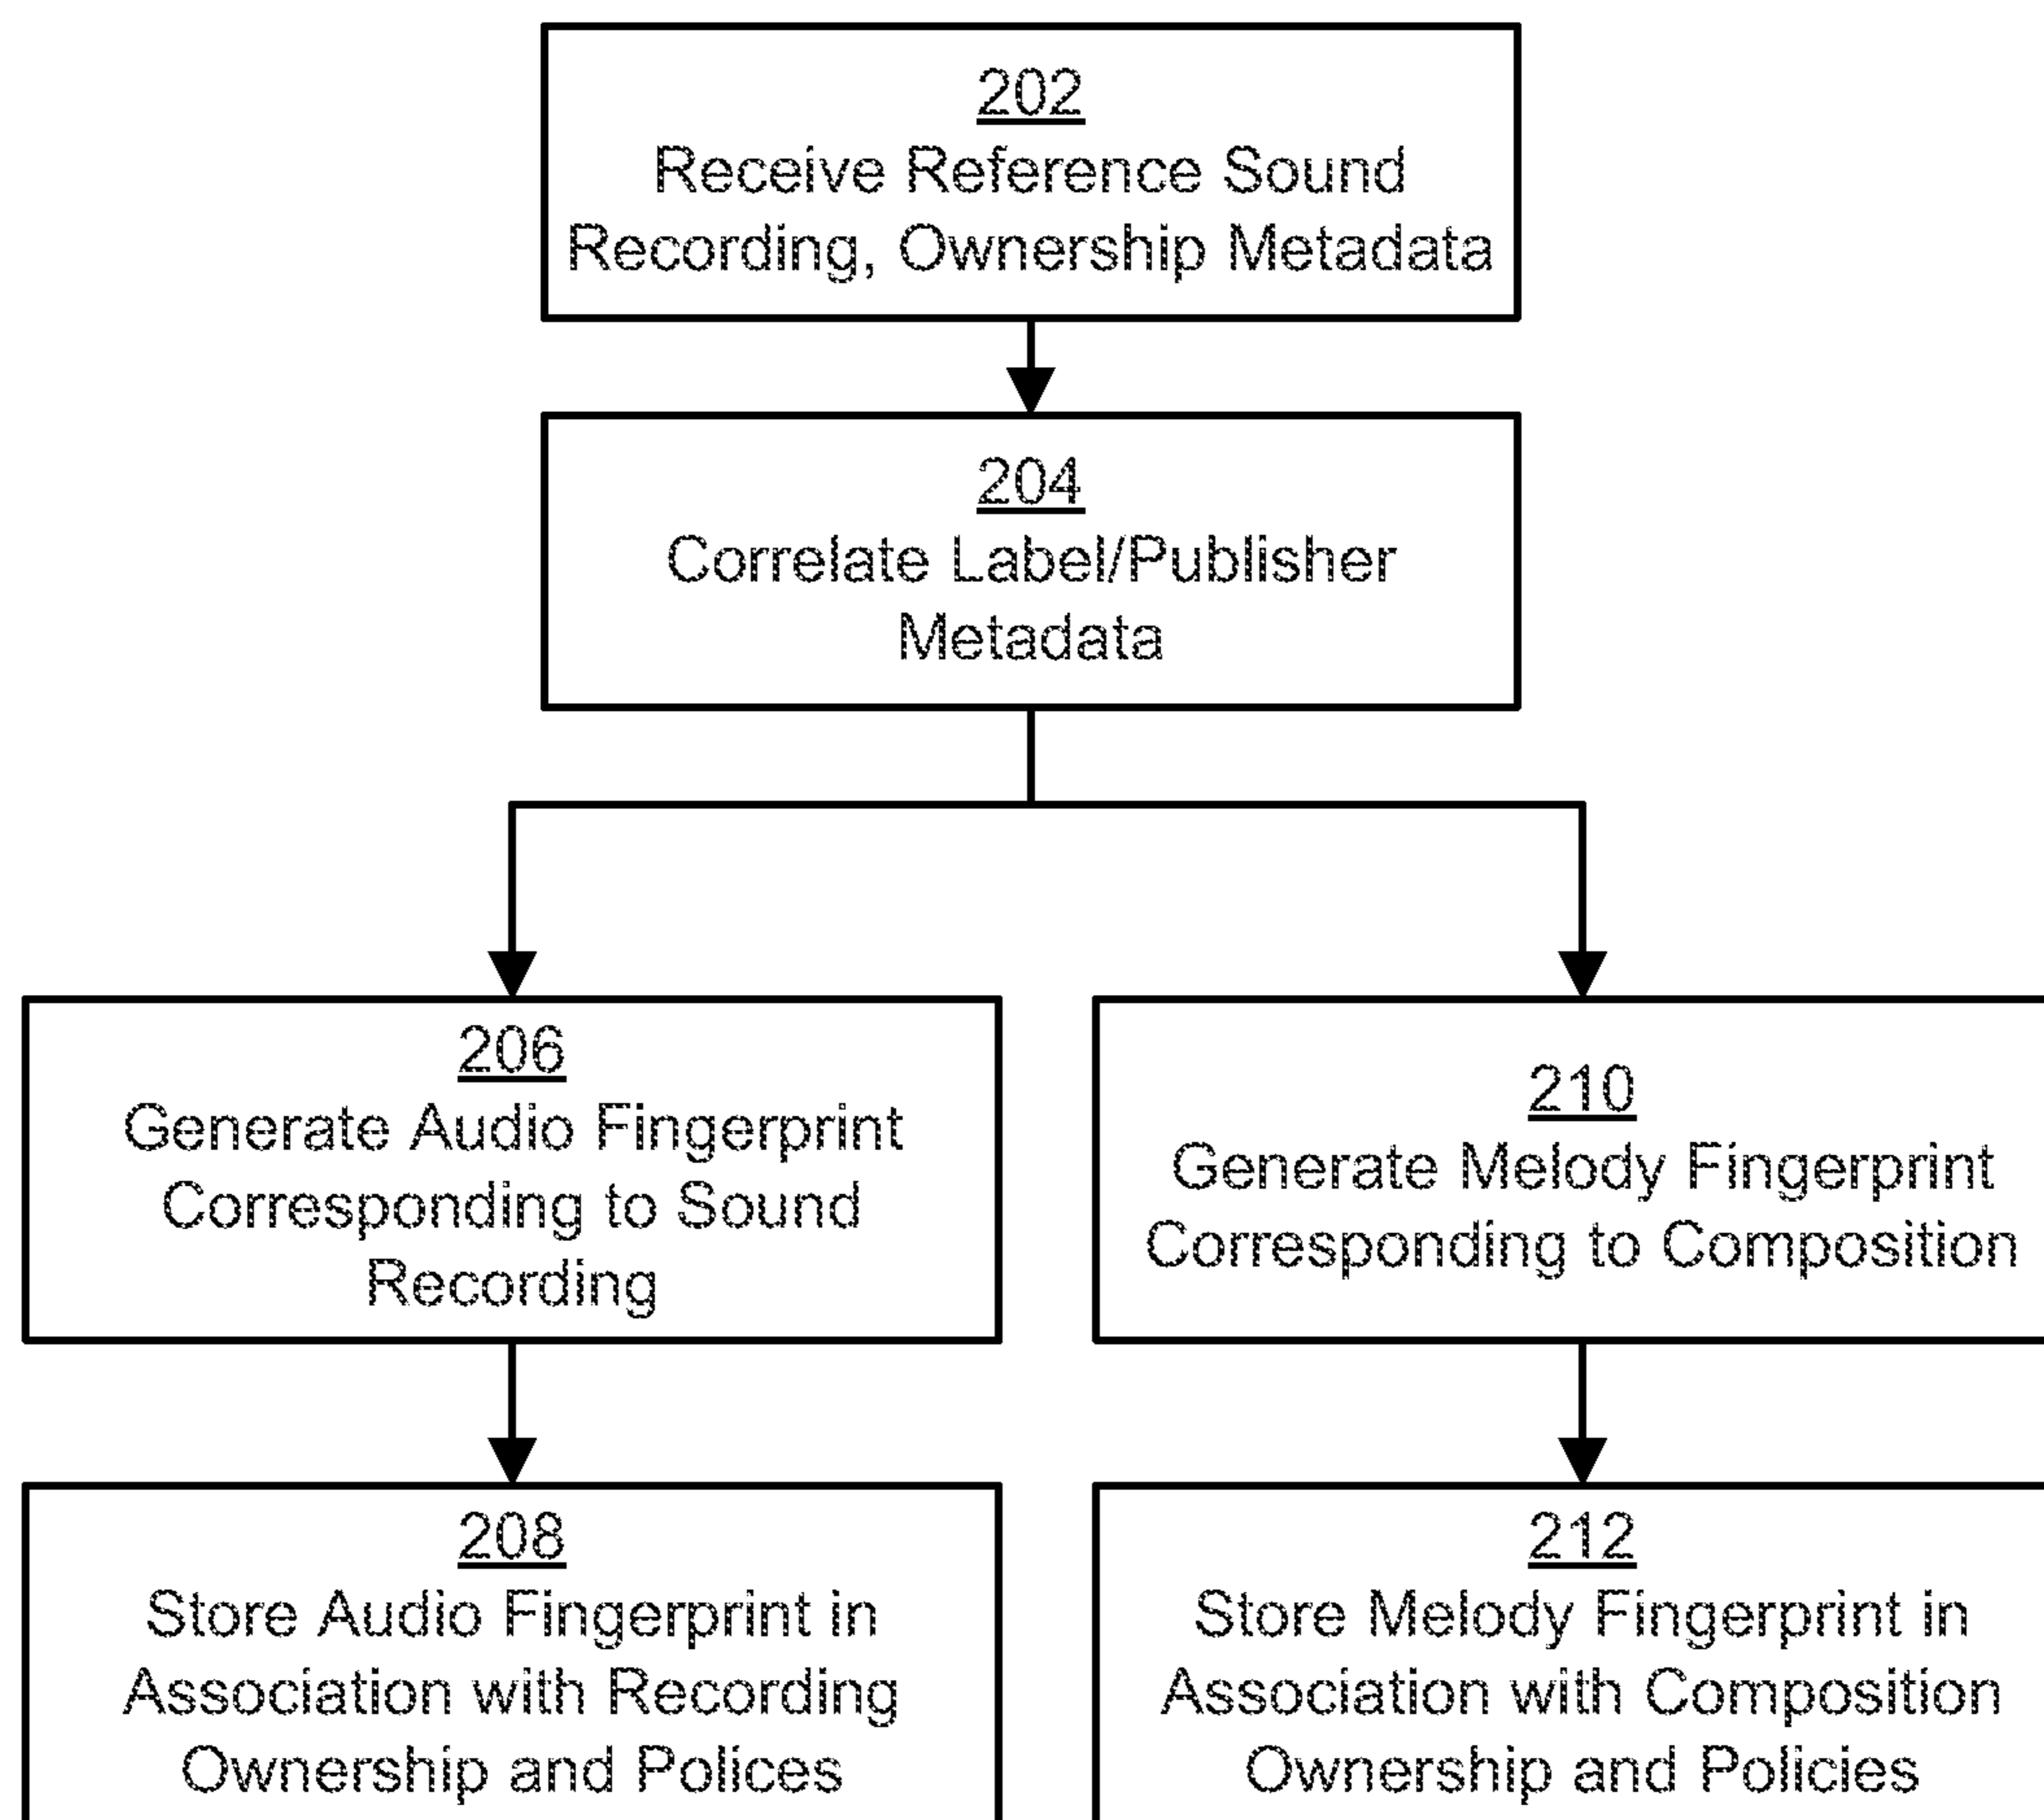 202
Receive Reference Sound
Recording, Ownership Metadata
204
Correlate Label/Publisher
Metadata
206
Generate Audio Fingerprint
Corresponding to Sound
Recording
210
Generate Melody Fingerprint
Corresponding to Composition
208
Store Audio Fingerprint in
Association with Recording
Ownership and Polices
212
Store Melody Fingerprint in
Association with Composition
Ownership and Policies